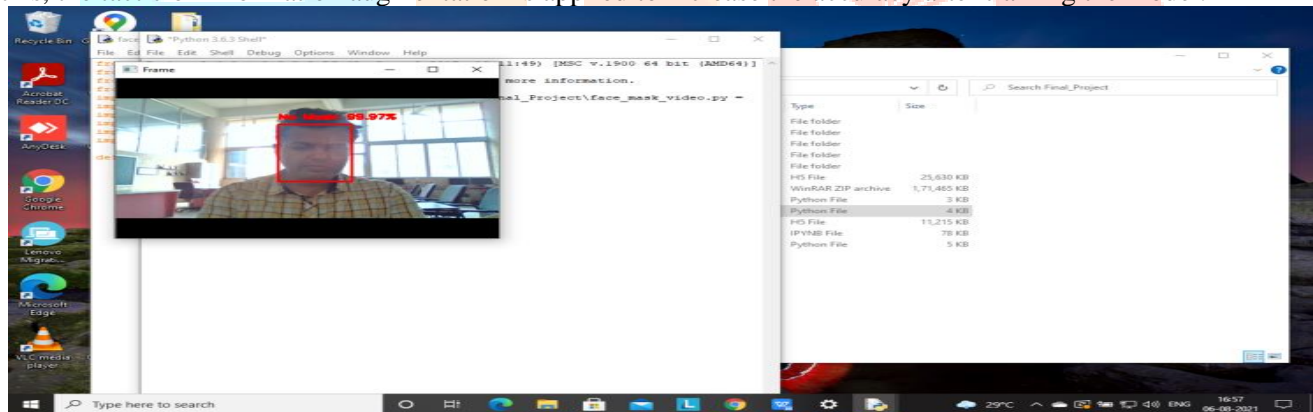 Recycle Bin
Acrobat
Reader DC
AnyDesk
Google
Chrome
Lenovo
Migrati...
Microsoft
Edge
VLC media
player
*Python 3.6.3 Shell*
File Edit Shell Debug Options Window Help
11:49) [MSC v.1900 64 bit (AMD64)]
more information.
nal_Project\face_mask_video.py =
Frame
No Mask: 99.97%
Search Final_Project
Type Size
File folder
File folder
File folder
File folder
File folder
H5 File 25,630 KB
WinRAR ZIP archive 1,71,465 KB
Python File 3 KB
Python File 4 KB
H5 File 11,215 KB
IPYNB File 78 KB
Python File 5 KB
Type here to search
29°C
ENG
16:57
06-08-2021